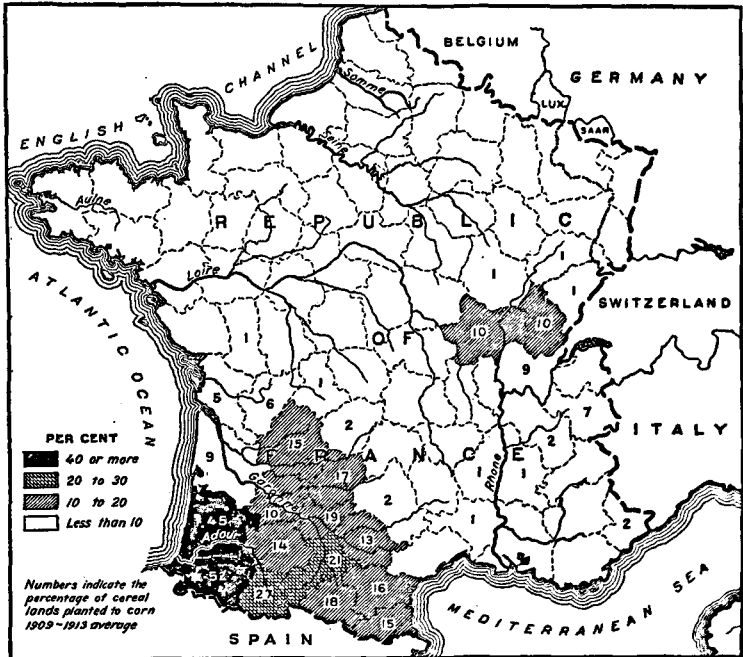 BELGIUM
GERMANY
LUX.
SAAR
ENGLISH CHANNEL
Somme
Seine
Aulne
REPUBLIC
Loire
1
1
1
SWITZERLAND
ATLANTIC OCEAN
OF
10
10
1
9
1
5
6
2
7
2
ITALY
PER CENT
40 or more
20 to 30
10 to 20
Less than 10
9
15
FRANCE
17
Garonne
Rhone
1
1
2
10
19
1
2
Adour
14
13
21
16
27
18
15
Numbers indicate the
percentage of cereal
lands planted to corn
1909-1913 average
SPAIN
MEDITERRANEAN SEA